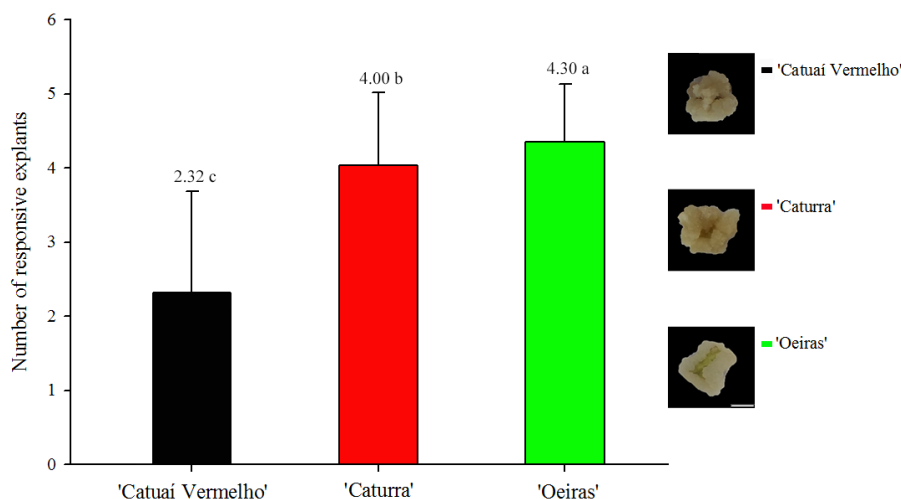 Number of responsive explants
6
5
4
3
2
1
0
2.32 c
4.00 b
4.30 a
'Catuaí Vermelho'
'Caturra'
'Oeiras'
'Catuaí Vermelho'
'Caturra'
'Oeiras'